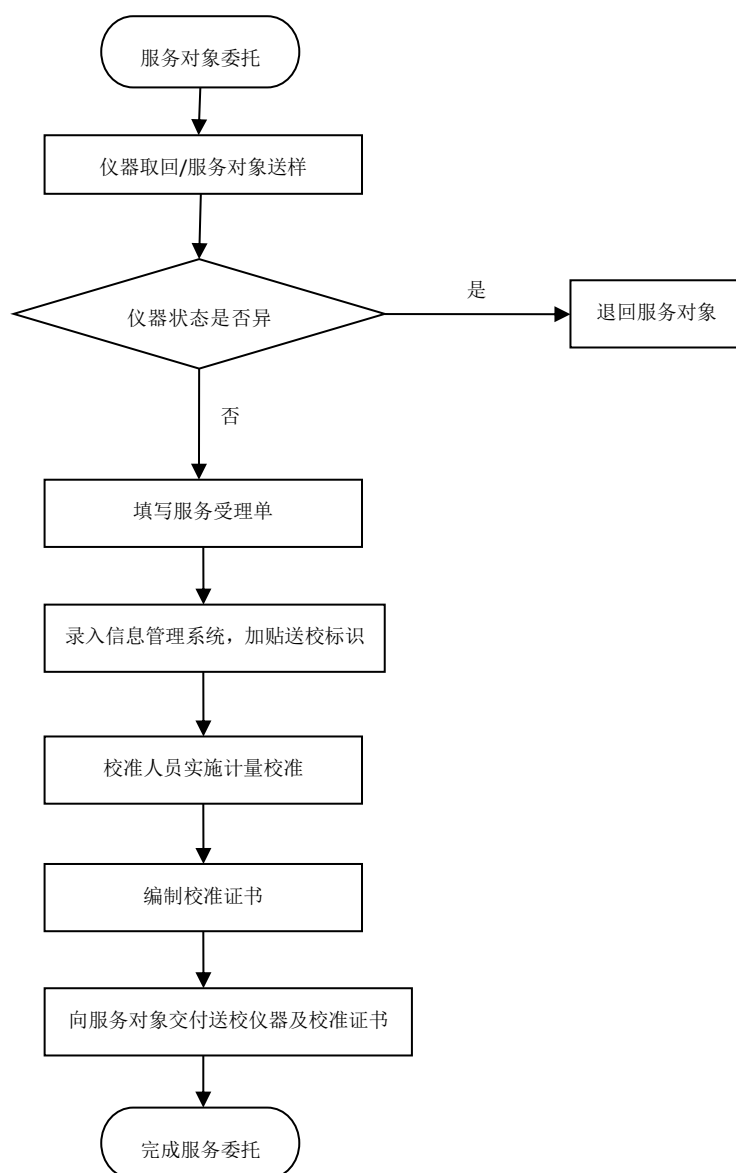 服务对象委托
仪器取回/服务对象送样
仪器状态是否异
是
退回服务对象
否
填写服务受理单
录入信息管理系统，加贴送校标识
校准人员实施计量校准
编制校准证书
向服务对象交付送校仪器及校准证书
完成服务委托